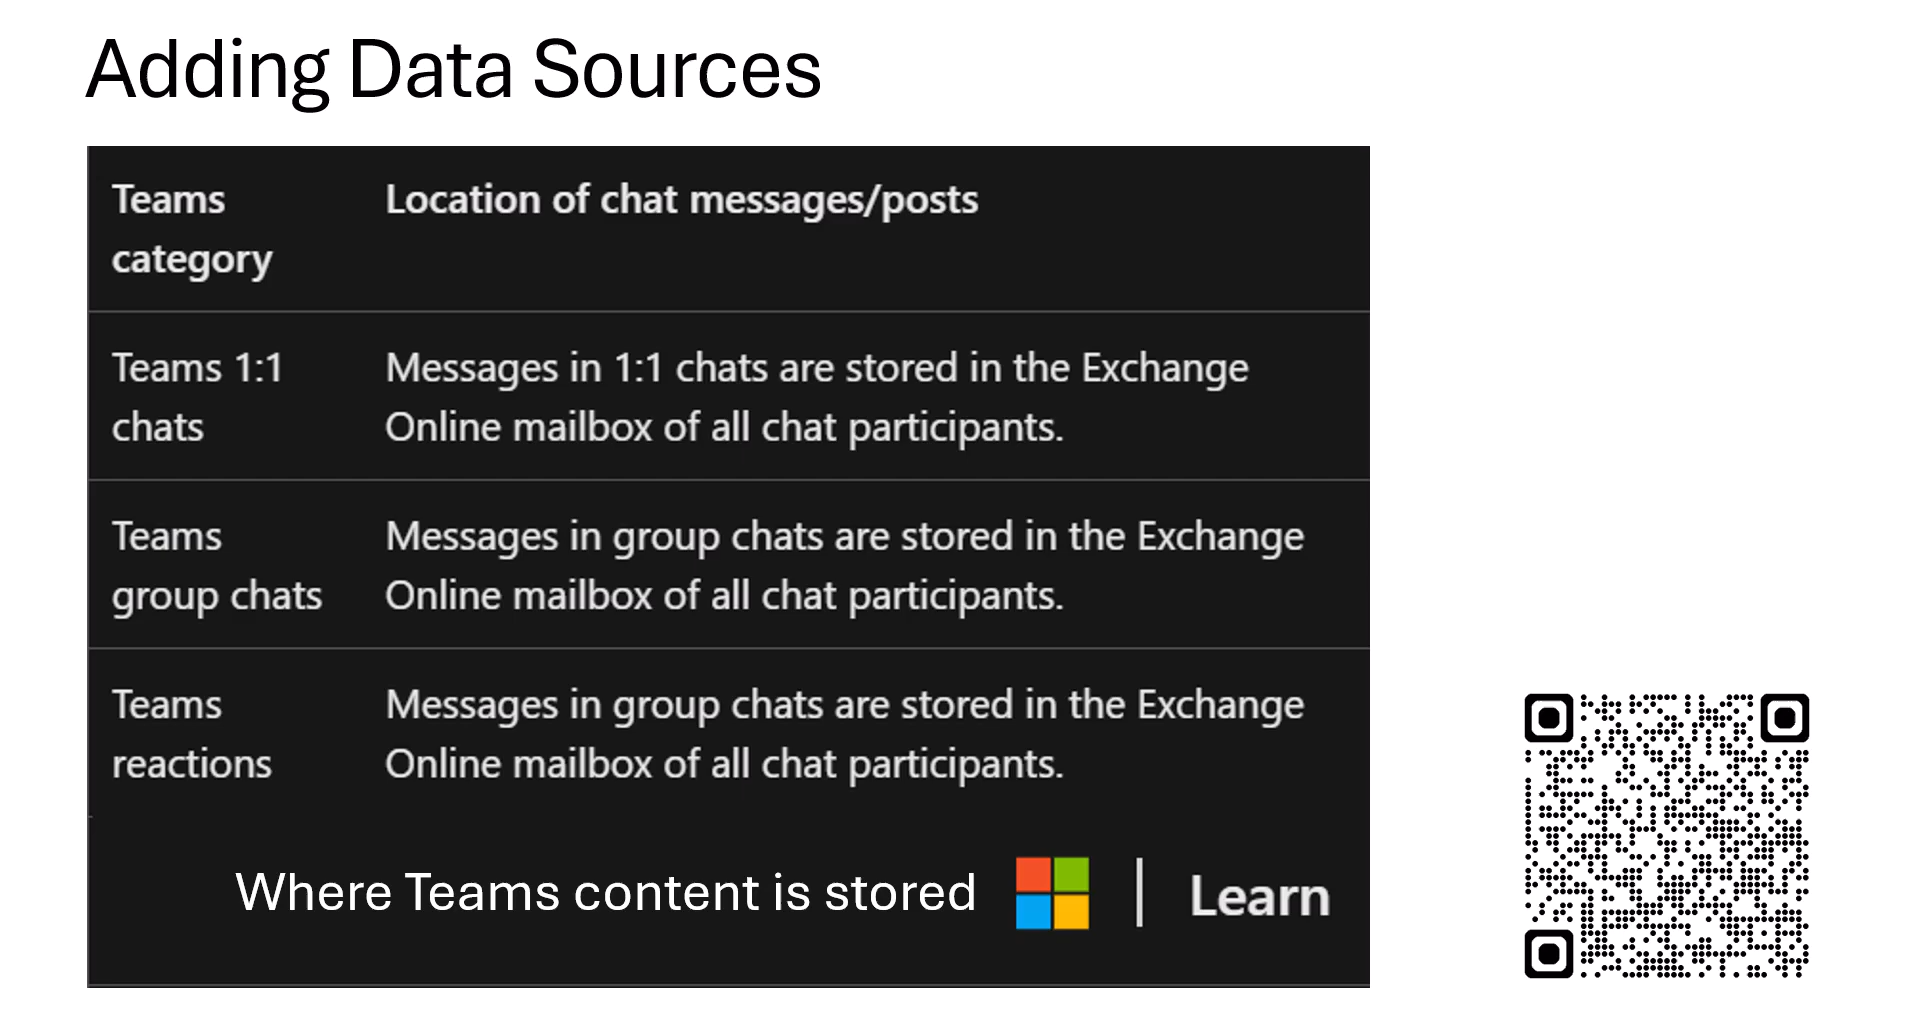 Adding Data Sources
Teams
category
Location of chat messages/posts
Teams 1:1
chats
Messages in 1:1 chats are stored in the Exchange
Online mailbox of all chat participants.
Teams
group chats
Messages in group chats are stored in the Exchange
Online mailbox of all chat participants.
Teams
reactions
Messages in group chats are stored in the Exchange
Online mailbox of all chat participants.
Where Teams content is stored
Learn